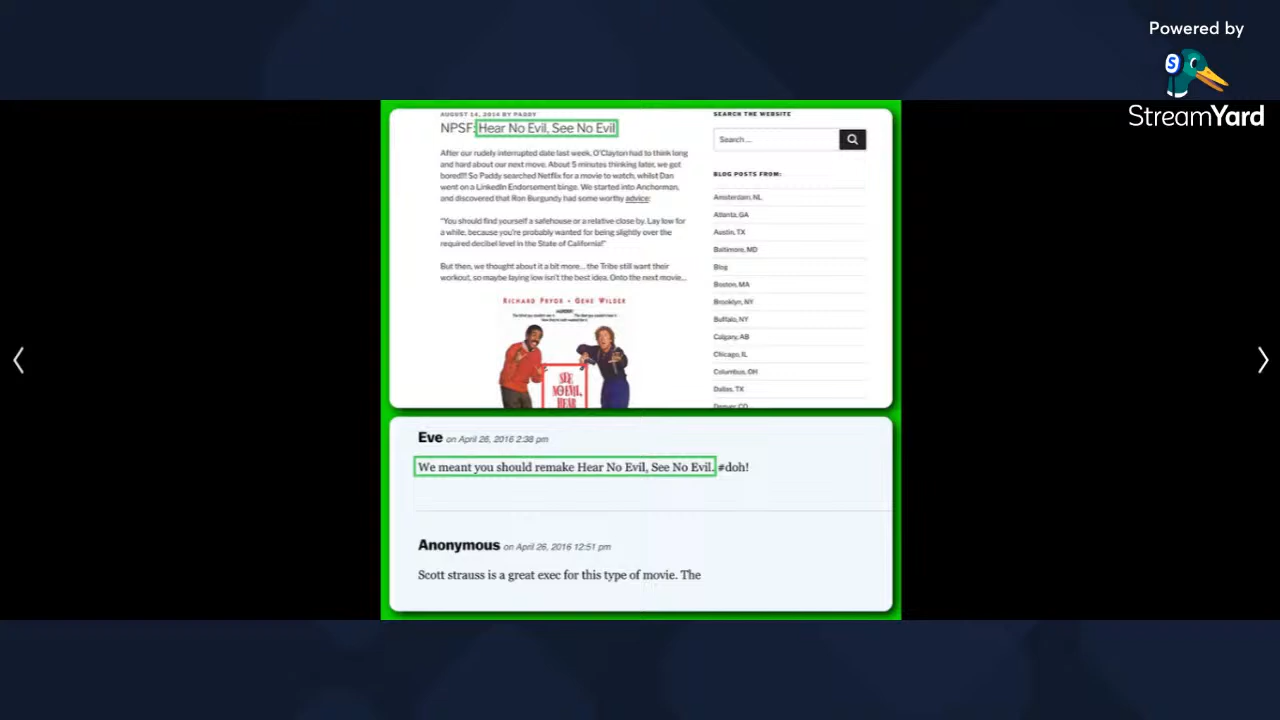 Powered by
StreamYard
AUGUST 14, 2014 BY PADDY
NPSF: Hear No Evil, See No Evil
After our rudely interrupted date last week, O'Clayton had to think long
and hard about our next move. About 5 minutes thinking later, we got
bored!!! So Paddy searched Netflix for a movie to watch, whilst Dan
went on a LinkedIn Endorsement binge. We started into Anchorman,
and discovered that Ron Burgundy had some worthy advice:
"You should find yourself a safehouse or a relative close by. Lay low for
a while, because you're probably wanted for being slightly over the
required decibel level in the State of California!"
But then, we thought about it a bit more... the Tribe still want their
workout, so maybe laying low isn't the best idea. Onto the next movie...
RICHARD PRYOR • GENE WILDER
MURDER!
SEE
NO EVIL,
HEAR
SEARCH THE WEBSITE
Search ...
BLOG POSTS FROM:
Amsterdam, NL
Atlanta, GA
Austin, TX
Baltimore, MD
Blog
Boston, MA
Brooklyn, NY
Buffalo, NY
Calgary, AB
Chicago, IL
Columbus, OH
Dallas, TX
Denver, CO
Eve on April 26, 2016 2:38 pm
We meant you should remake Hear No Evil, See No Evil. #doh!
Anonymous on April 26, 2016 12:51 pm
Scott strauss is a great exec for this type of movie. The